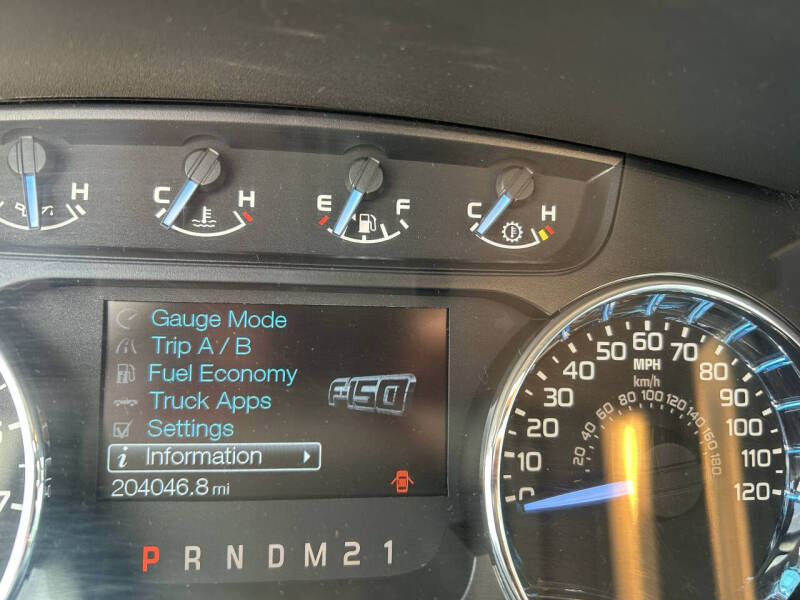 H C H E F C H
Gauge Mode
Trip A / B
Fuel Economy
Truck Apps
Settings
i Information
204046.8 mi
F-150
P R N D M 2 1
0 10 20 30 40 50 60 70 80 90 100 110 120
MPH
km/h
20 40 60 80 100 120 140 160 180